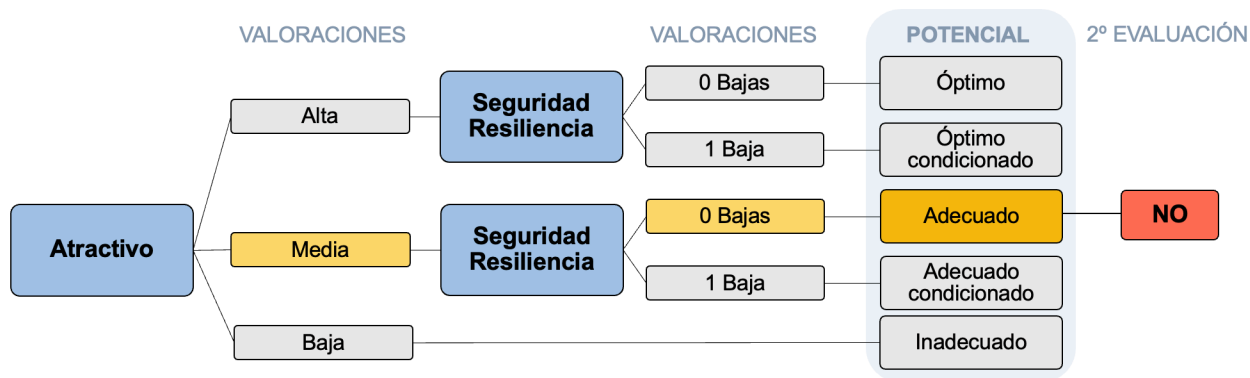 VALORACIONES
VALORACIONES
POTENCIAL
2º EVALUACIÓN
Atractivo
Alta
Seguridad
Resiliencia
0 Bajas
Óptimo
1 Baja
Óptimo
condicionado
Media
Seguridad
Resiliencia
0 Bajas
Adecuado
NO
1 Baja
Adecuado
condicionado
Baja
Inadecuado